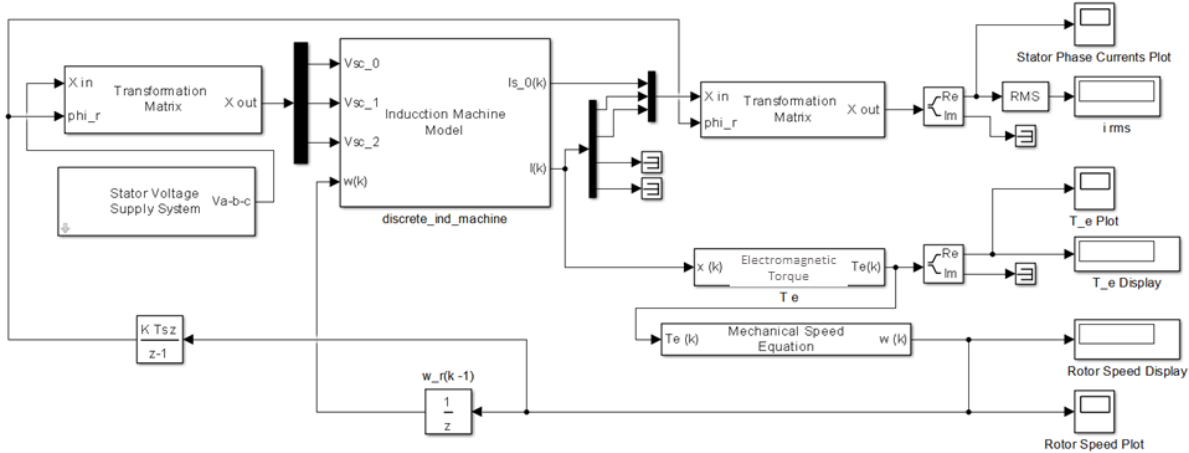 Stator Phase Currents Plot
X in
phi_r
Transformation
Matrix
X out
Vsc_0
Vsc_1
Vsc_2
w(k)
Inducction Machine
Model
Is_0(k)
I(k)
discrete_ind_machine
X in
phi_r
Transformation
Matrix
X out
Re
Im
RMS
i rms
Stator Voltage
Supply System
Va-b-c
T_e Plot
x (k)
Electromagnetic
Torque
Te(k)
T e
Re
Im
T_e Display
K Tsz
z-1
Te (k)
Mechanical Speed
Equation
w (k)
Rotor Speed Display
w_r(k -1)
1
z
Rotor Speed Plot